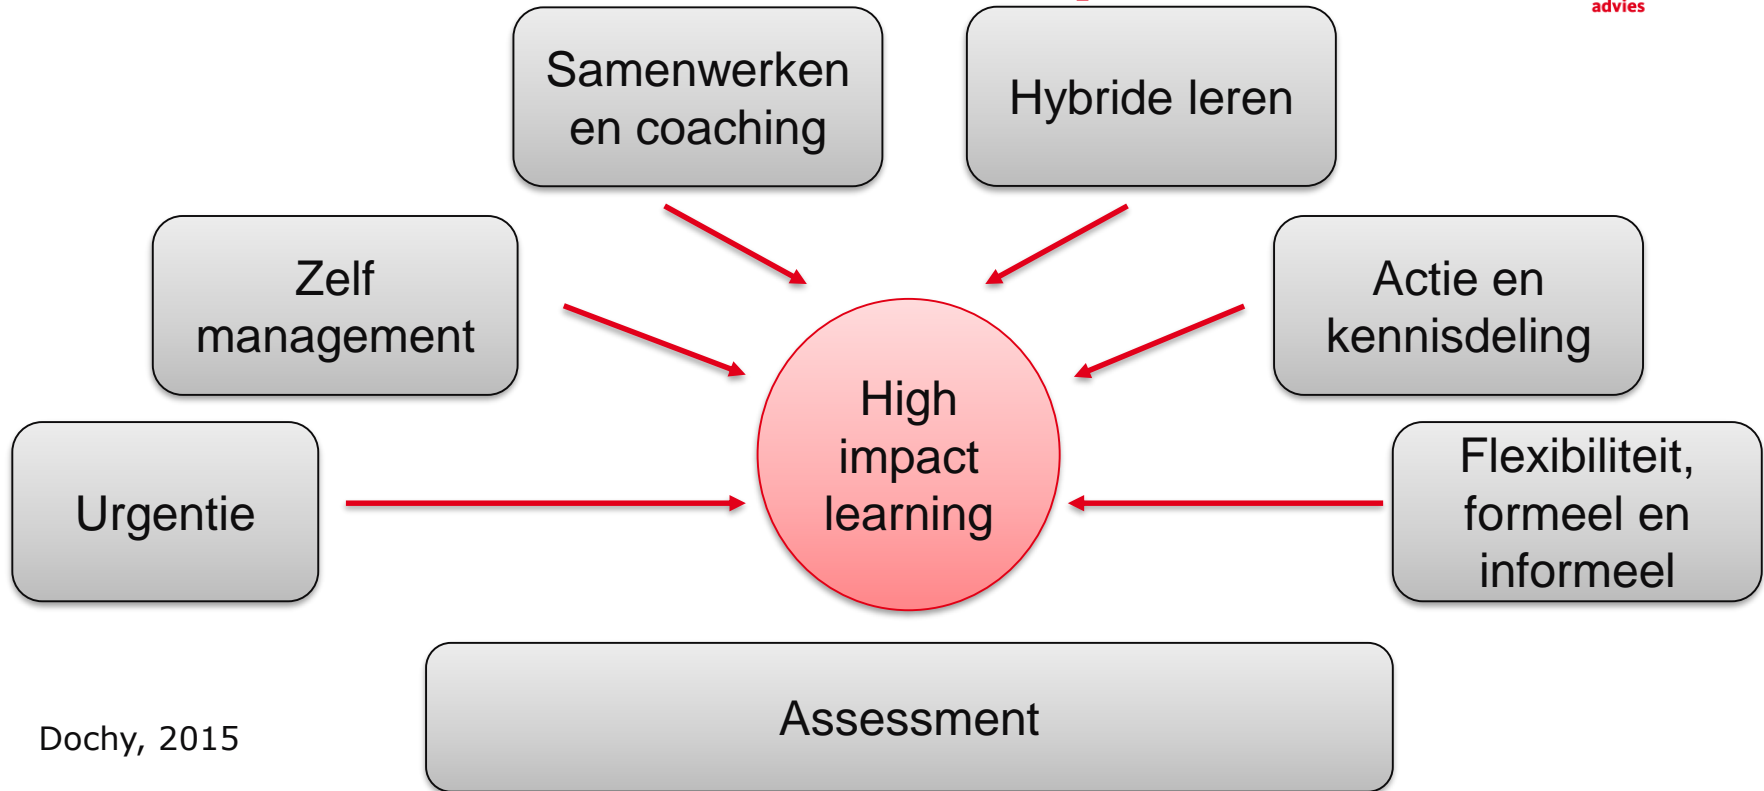 advies
Samenwerken
en coaching
Hybride leren
Zelf
management
Actie en
kennisdeling
High
impact
learning
Urgentie
Flexibiliteit,
formeel en
informeel
Assessment
Dochy, 2015